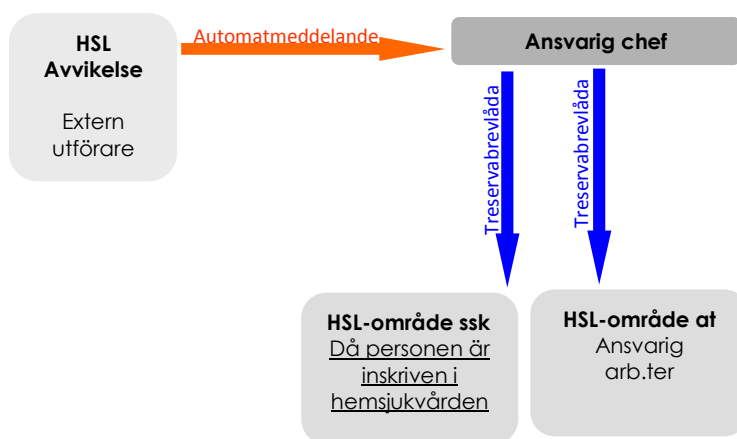 HSL
Avvikelse
Extern
utförare
Automatmeddelande
Ansvarig chef
Treservabrevlåda
Treservabrevlåda
HSL-område ssk
Då personen är
inskriven i
hemsjukvården
HSL-område at
Ansvarig
arb.ter